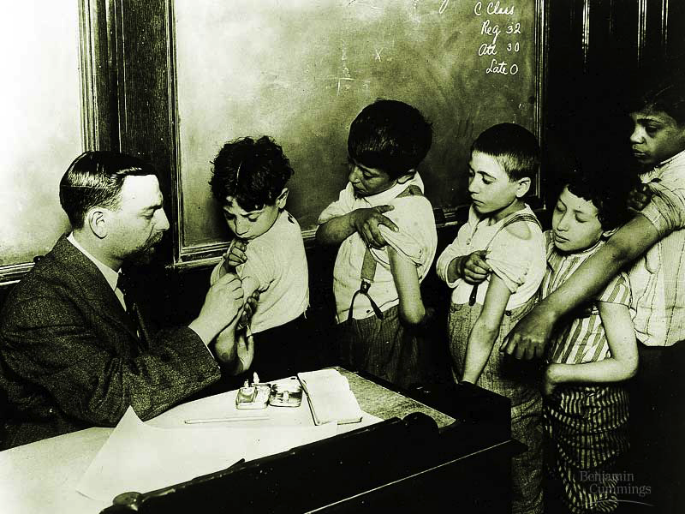 C Class
Reg 32
Att 30
Late 0
Benjamin
Cummings